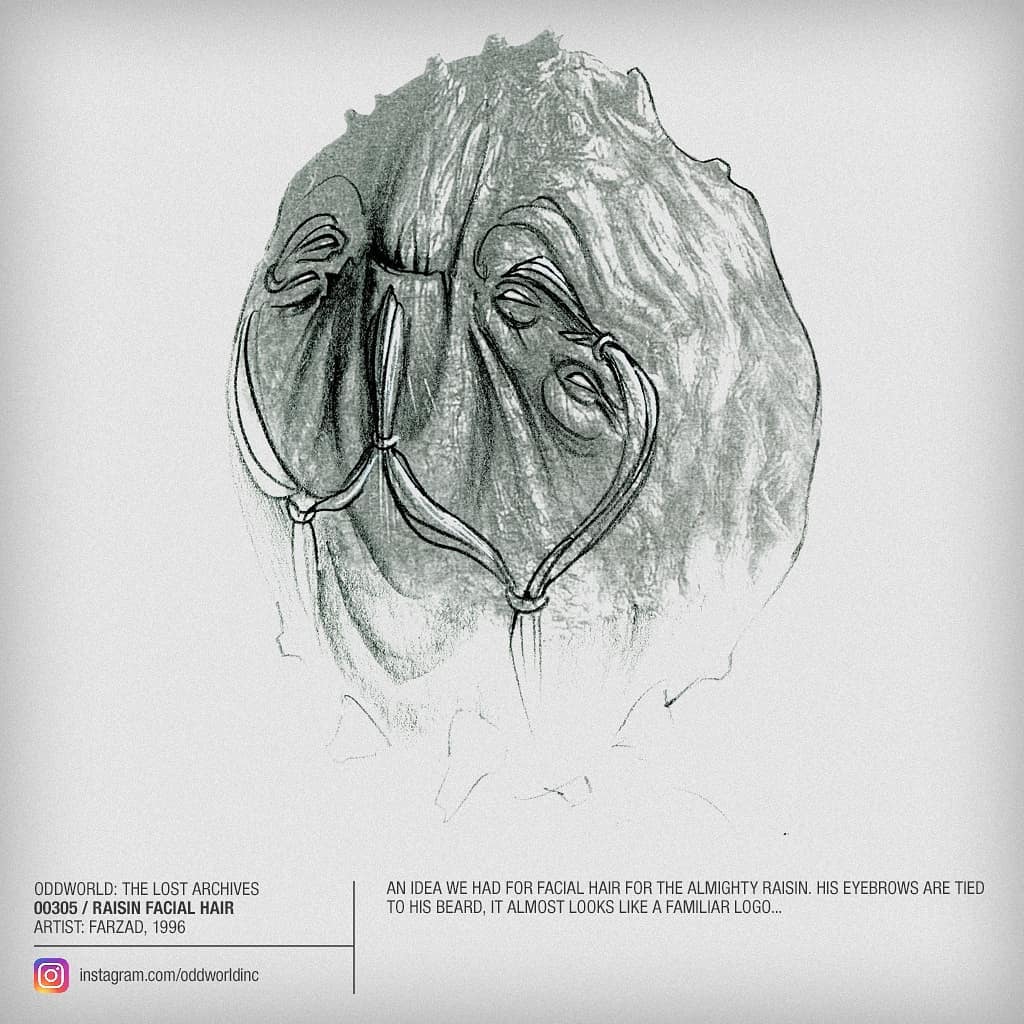 ODDWORLD: THE LOST ARCHIVES
00305 / RAISIN FACIAL HAIR
ARTIST: FARZAD, 1996
instagram.com/oddworldinc
AN IDEA WE HAD FOR FACIAL HAIR FOR THE ALMIGHTY RAISIN. HIS EYEBROWS ARE TIED
TO HIS BEARD, IT ALMOST LOOKS LIKE A FAMILIAR LOGO...